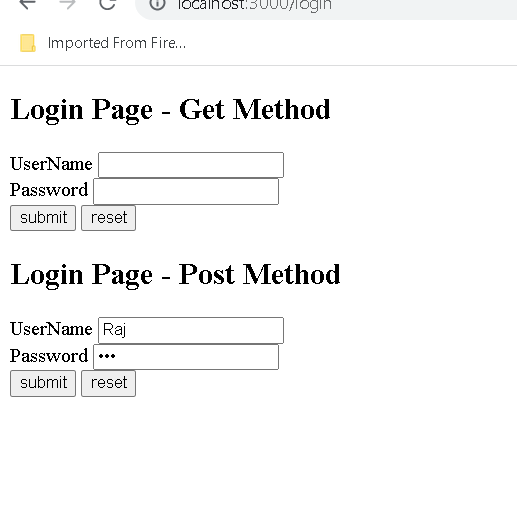 localhost:3000/login
Imported From Fire...
Login Page - Get Method
UserName
Password
submit reset
Login Page - Post Method
UserName Raj
Password •••
submit reset